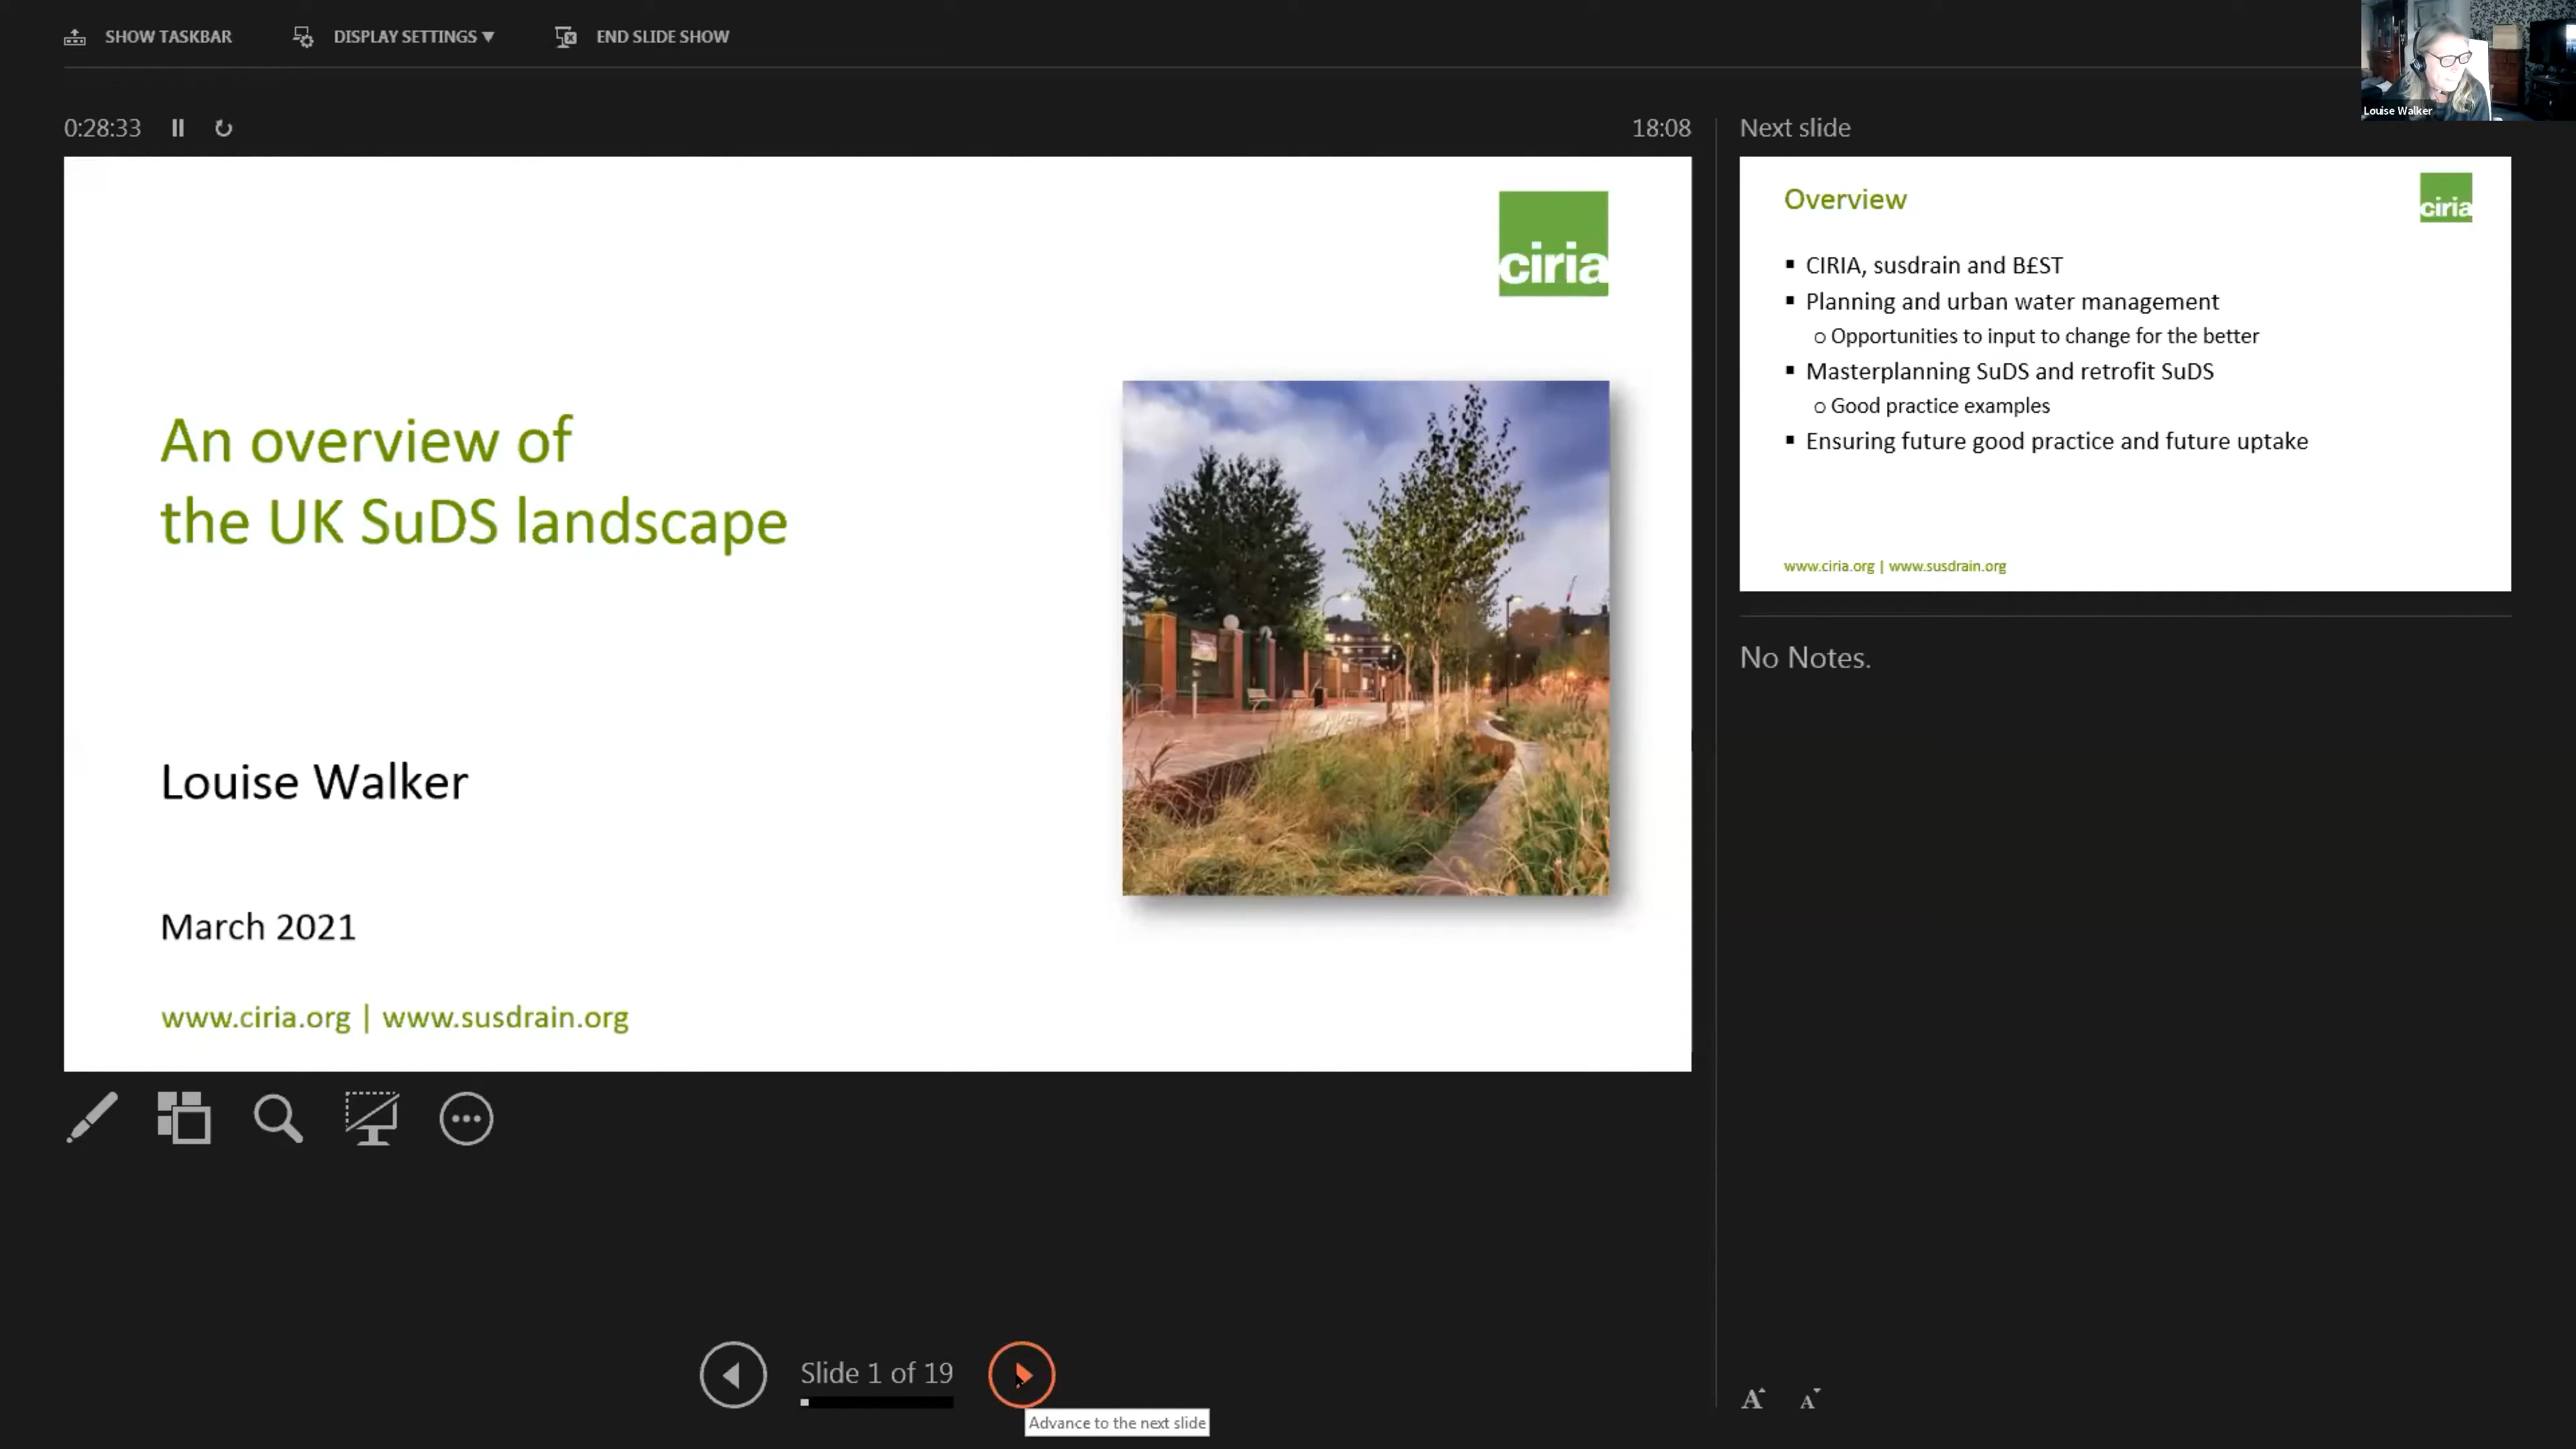 SHOW TASKBAR
DISPLAY SETTINGS ▼
END SLIDE SHOW
Louise Walker
0:28:33
18:08
Next slide
ciria
An overview of
the UK SuDS landscape
Louise Walker
March 2021
www.ciria.org | www.susdrain.org
Overview
ciria
▪ CIRIA, susdrain and B£ST
▪ Planning and urban water management
o Opportunities to input to change for the better
▪ Masterplanning SuDS and retrofit SuDS
o Good practice examples
▪ Ensuring future good practice and future uptake
www.ciria.org | www.susdrain.org
No Notes.
Slide 1 of 19
Advance to the next slide
A A